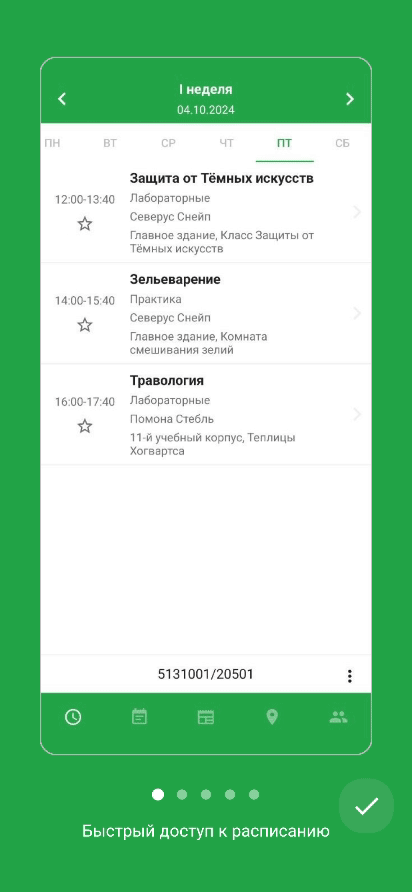 I неделя
04.10.2024
ПН ВТ СР ЧТ ПТ СБ
Защита от Тёмных искусств
12:00-13:40
Лабораторные
Северус Снейп
Главное здание, Класс Защиты от
Тёмных искусств
Зельеварение
14:00-15:40
Практика
Северус Снейп
Главное здание, Комната
смешивания зелий
Травология
16:00-17:40
Лабораторные
Помона Стебль
11-й учебный корпус, Теплицы
Хогвартса
5131001/20501
Быстрый доступ к расписанию